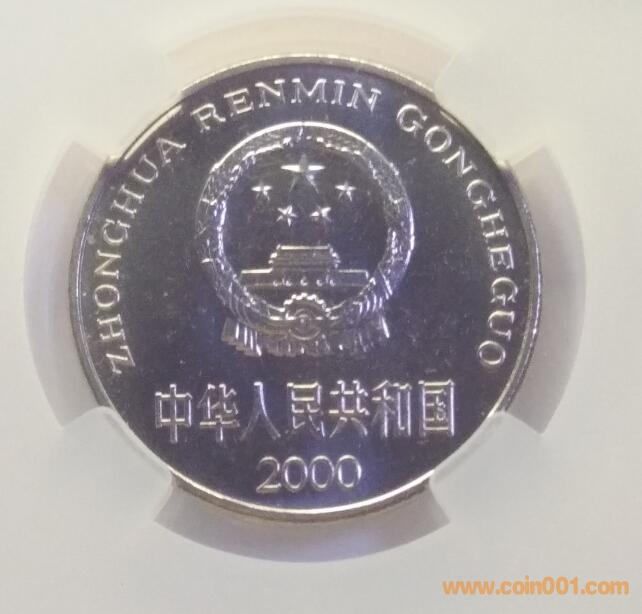 ZHONGHUA RENMIN GONGHEGUO
中华人民共和国
2000
www.coin001.com